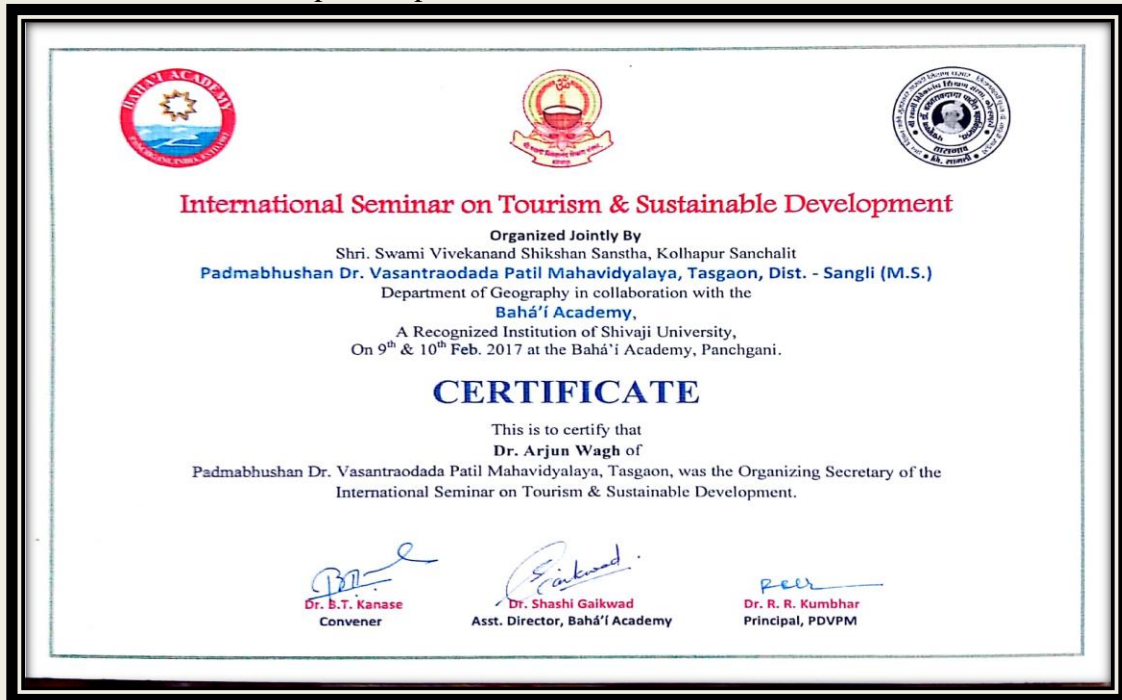 BAHA'I ACADEMY
International Seminar on Tourism & Sustainable Development
Organized Jointly By
Shri. Swami Vivekanand Shikshan Sanstha, Kolhapur Sanchalit
Padmabhushan Dr. Vasantraodada Patil Mahavidyalaya, Tasgaon, Dist. - Sangli (M.S.)
Department of Geography in collaboration with the
Bahá'í Academy,
A Recognized Institution of Shivaji University,
On 9th & 10th Feb. 2017 at the Bahá'í Academy, Panchgani.
CERTIFICATE
This is to certify that
Dr. Arjun Wagh of
Padmabhushan Dr. Vasantraodada Patil Mahavidyalaya, Tasgaon, was the Organizing Secretary of the
International Seminar on Tourism & Sustainable Development.
Gaikwad
Dr. B.T. Kanase
Dr. Shashi Gaikwad
Dr. R. R. Kumbhar
Convener
Asst. Director, Bahá'í Academy
Principal, PDVPM